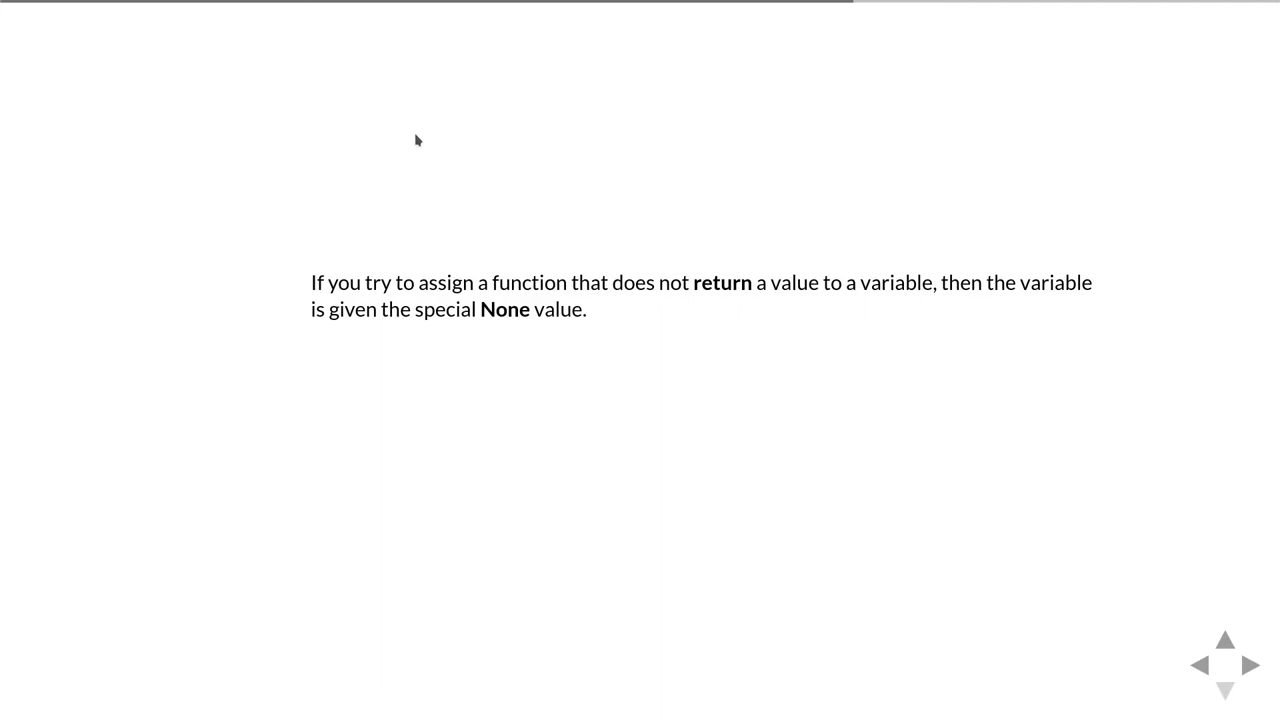 If you try to assign a function that does not return a value to a variable, then the variable
is given the special None value.